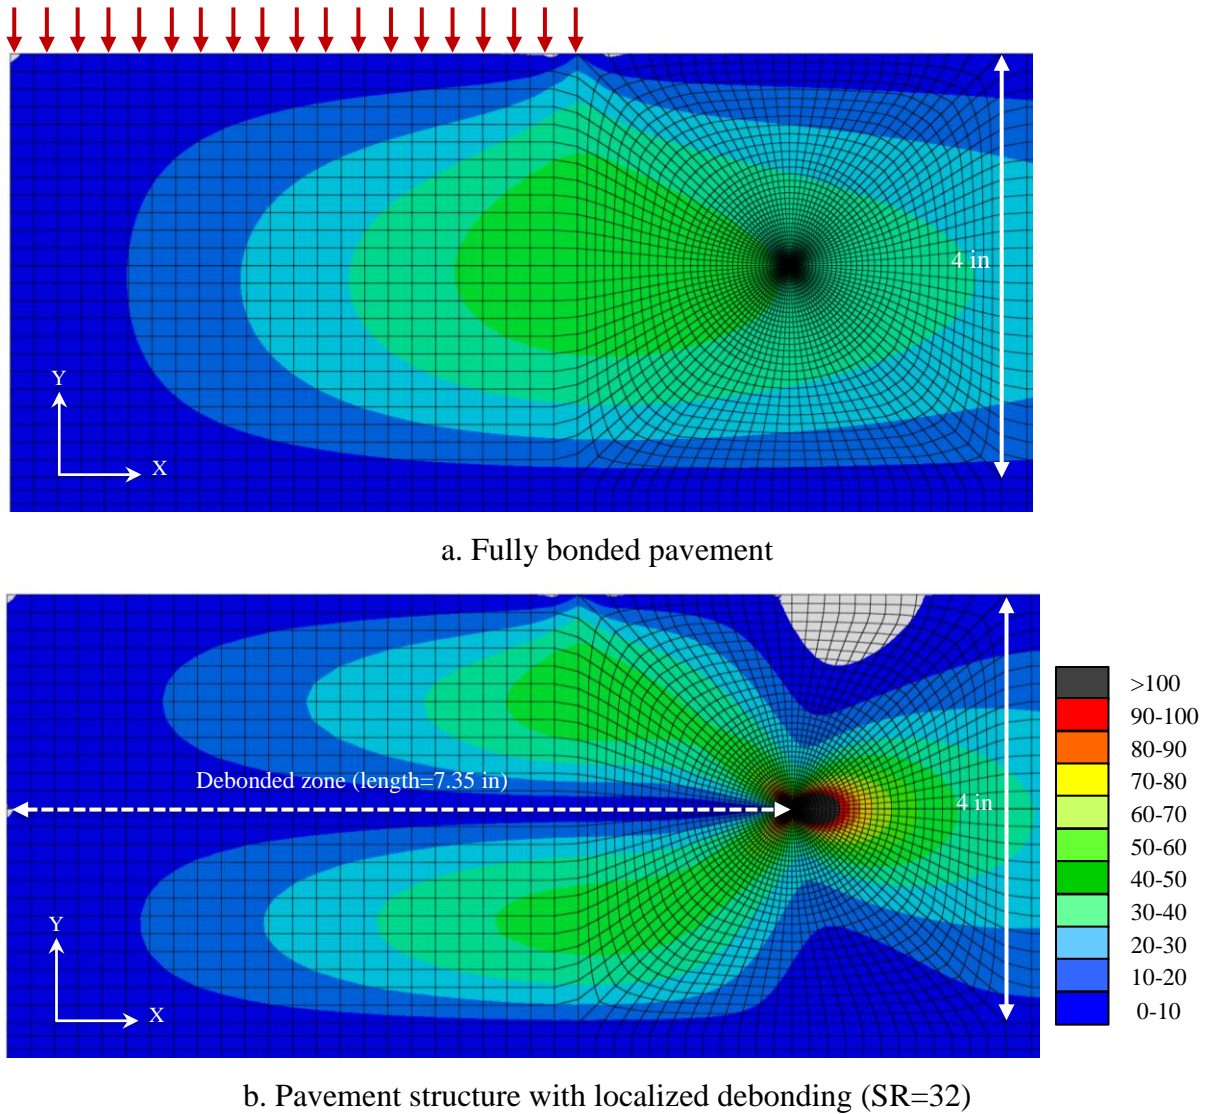 4 in
Y
X
a. Fully bonded pavement
Debonded zone (length=7.35 in)
4 in
Y
X
>100
90-100
80-90
70-80
60-70
50-60
40-50
30-40
20-30
10-20
0-10
b. Pavement structure with localized debonding (SR=32)